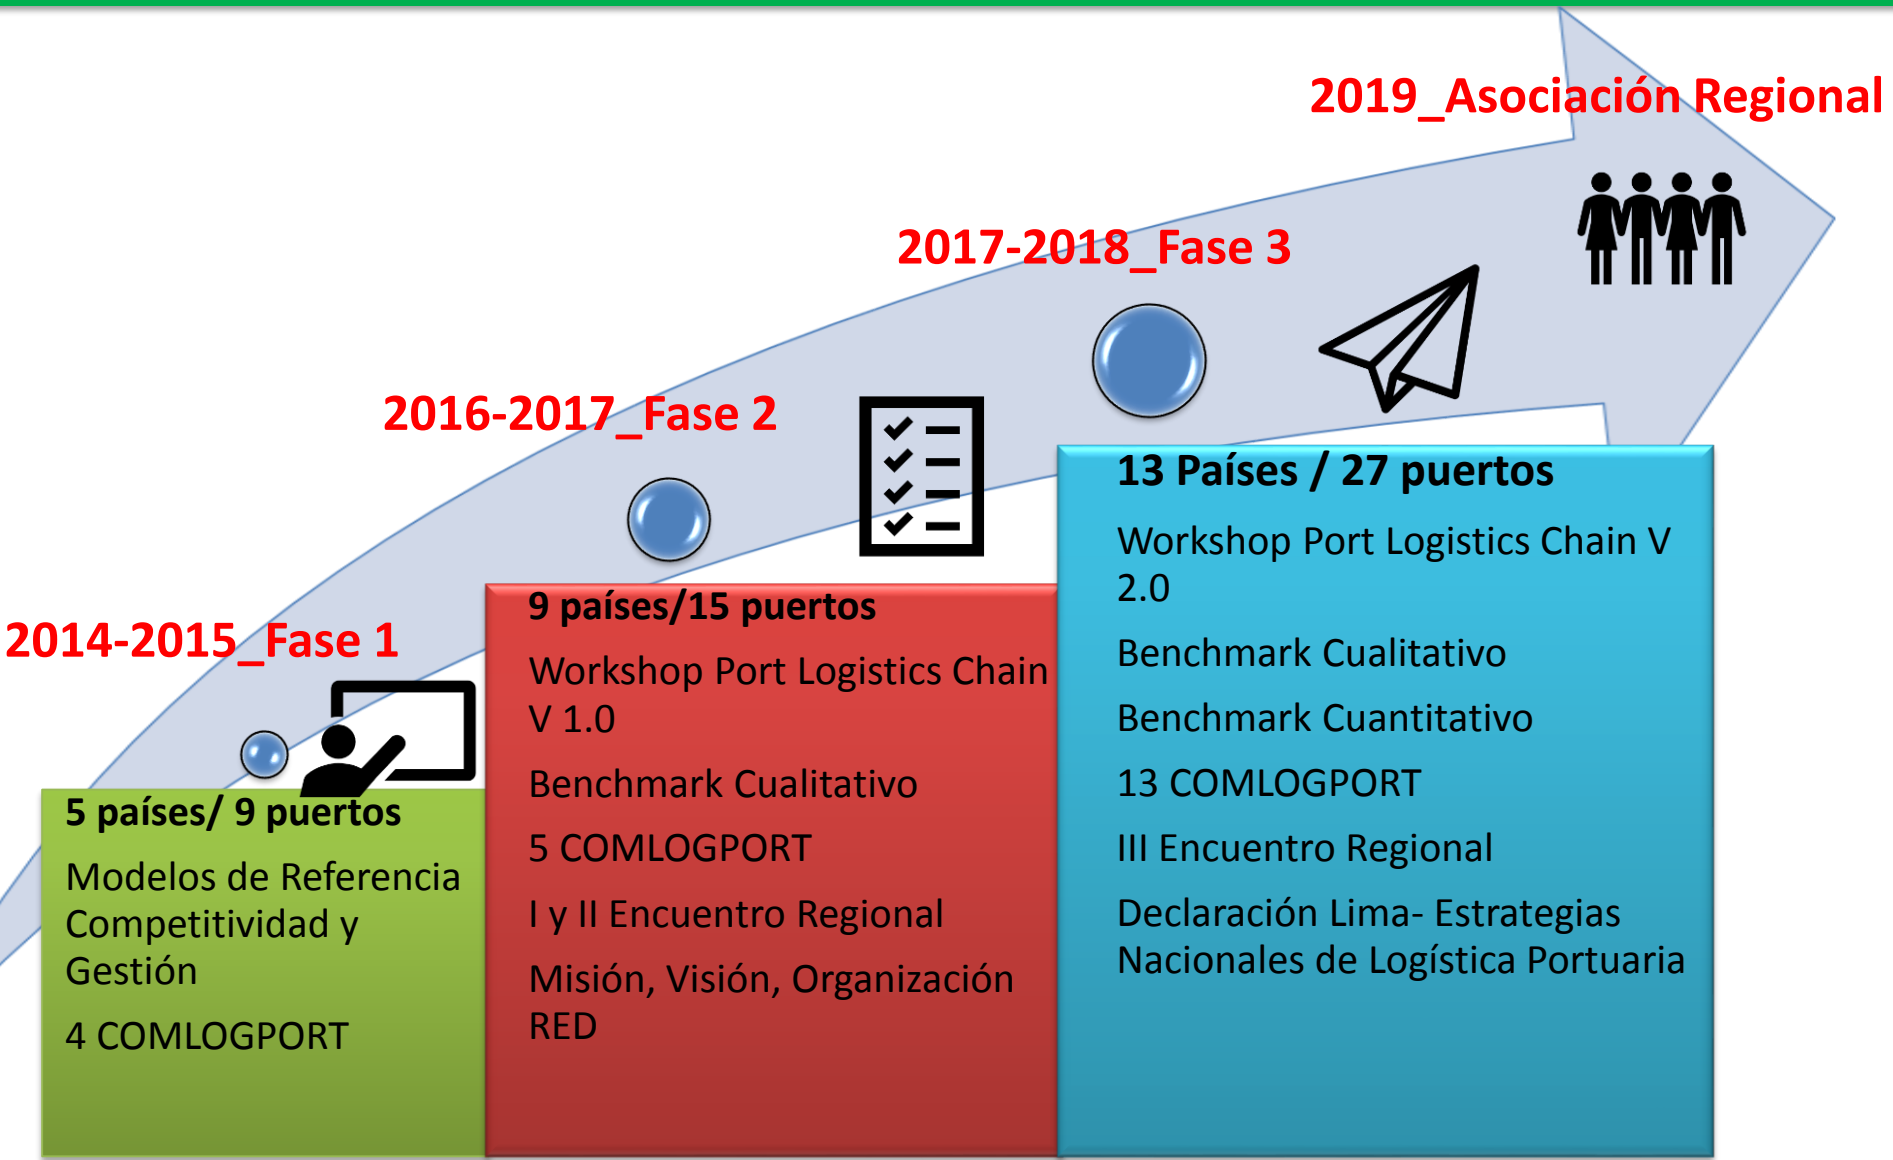 2019_Asociación Regional
2017-2018_Fase 3
2016-2017_Fase 2
2014-2015_Fase 1
5 países/ 9 puertos
Modelos de Referencia
Competitividad y
Gestión
4 COMLOGPORT
9 países/15 puertos
Workshop Port Logistics Chain
V 1.0
Benchmark Cualitativo
5 COMLOGPORT
I y II Encuentro Regional
Misión, Visión, Organización
RED
13 Países / 27 puertos
Workshop Port Logistics Chain V
2.0
Benchmark Cualitativo
Benchmark Cuantitativo
13 COMLOGPORT
III Encuentro Regional
Declaración Lima- Estrategias
Nacionales de Logística Portuaria